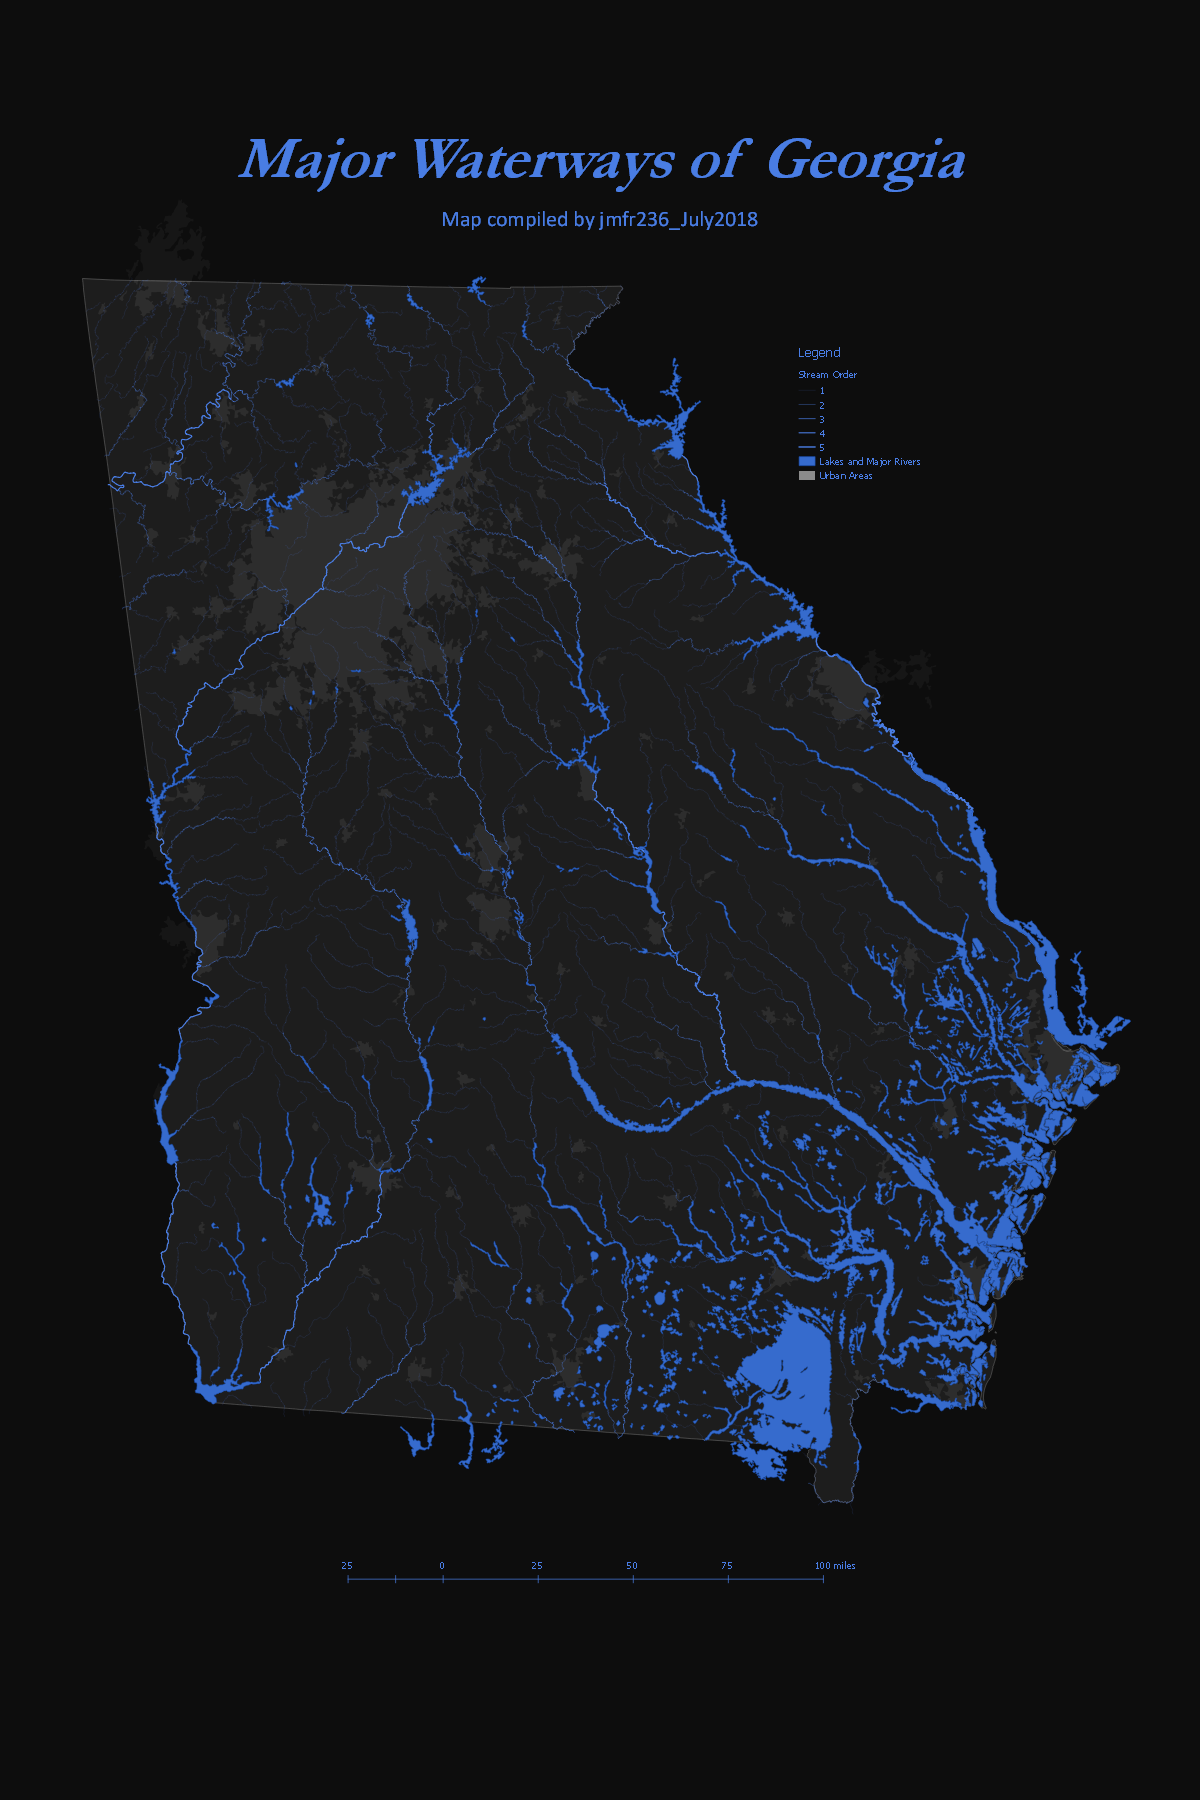 Major Waterways of Georgia
Map compiled by jmfr236_July2018
Legend
Stream Order
1
2
3
4
5
Lakes and Major Rivers
Urban Areas
25 0 25 50 75 100 miles